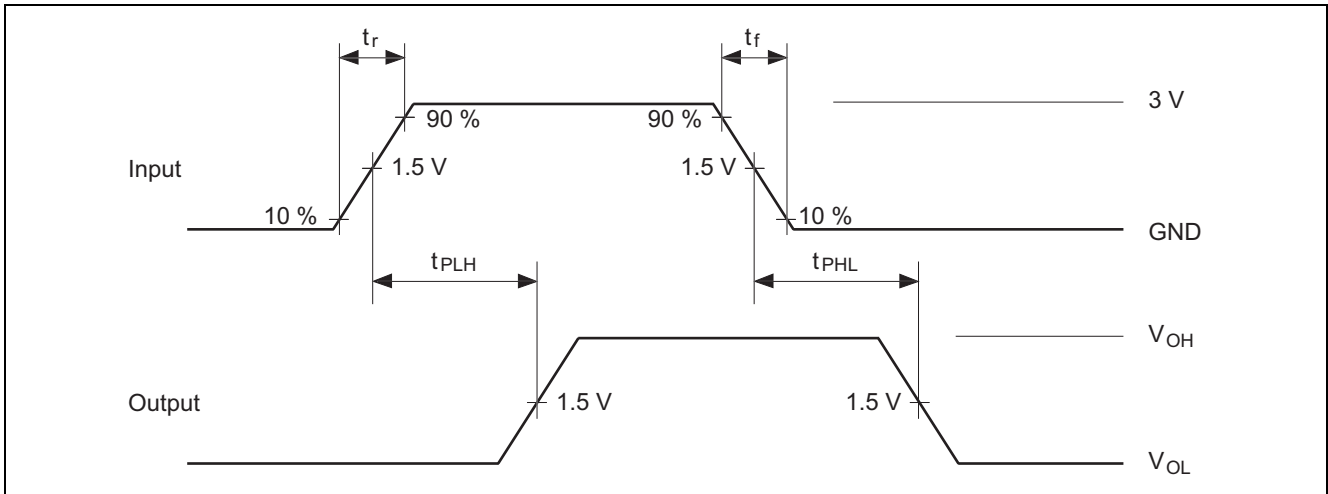 tr
tf
3 V
90 %
90 %
Input
1.5 V
1.5 V
10 %
10 %
GND
tPLH
tPHL
VOH
Output
1.5 V
1.5 V
VOL